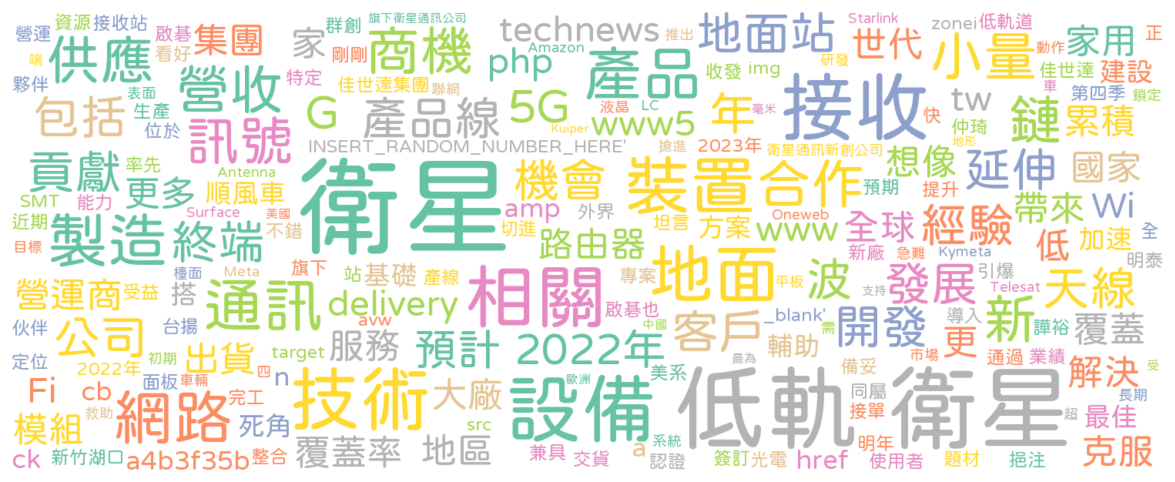 營運 資源 接收站 啟碁 群創 旗下衛星通訊公司 technews 推出 地面站 Starlink zonei 低軌道 正
端 供應 看好 集團 家 剛剛 商機 Amazon php 產品 收發 img 研發 世代 小量 動作 家用 建設
夥伴 表面 營收 特定 佳世達集團 聯網 佳世達 第四季 鎖定
包括 生產 訊號 G 產品線 5G 液晶 LC www5 年 毫米 接收 快 tw 車 鏈 累積
位於 INSERT_RANDOM_NUMBER_HERE' Kuiper 搶進 2023年 仲琦 地形
貢獻 率先 更多 Antenna 順風車 衛星 機會 裝置 合作 衛星通訊新創公司 想像 延伸 國家
SMT 能力 Surface 美國 不錯 切進 amp 外界 坦言 方案 Oneweb www 預期 提升 全球 經驗 帶來 Wi
近期 製造 終端 路由器 新廠 急難 低 加速 全
目標 檯面 Meta 旗下 站 基礎 產線 相關 專案 地面 平板 波 Kymeta 引爆 明泰
營運商 受益 搭 通訊 delivery 啟碁也 支持 發展 Telesat 導入 新 天線
伙伴 公司 台揚 avw 中國 客戶 _blank' 開發 譁裕 覆蓋
定位 初期 出貨 target 服務 預計 2022年 需 輔助 更 通過 業績
2022年 面板 車輛 四 n 技術 大廠 設備 歐洲 美系 最為 備妥 市場 解決 受
Fi cb 完工 低軌 衛星 同屬 長期
模組 救助 網路 死角 src 接單 超 最佳
ck 新竹湖口 a4b3f35b 整合 覆蓋率 地區 兼具 交貨 a 系統 認證 簽訂 光電 href 明年 使用者 題材 挹注 克服